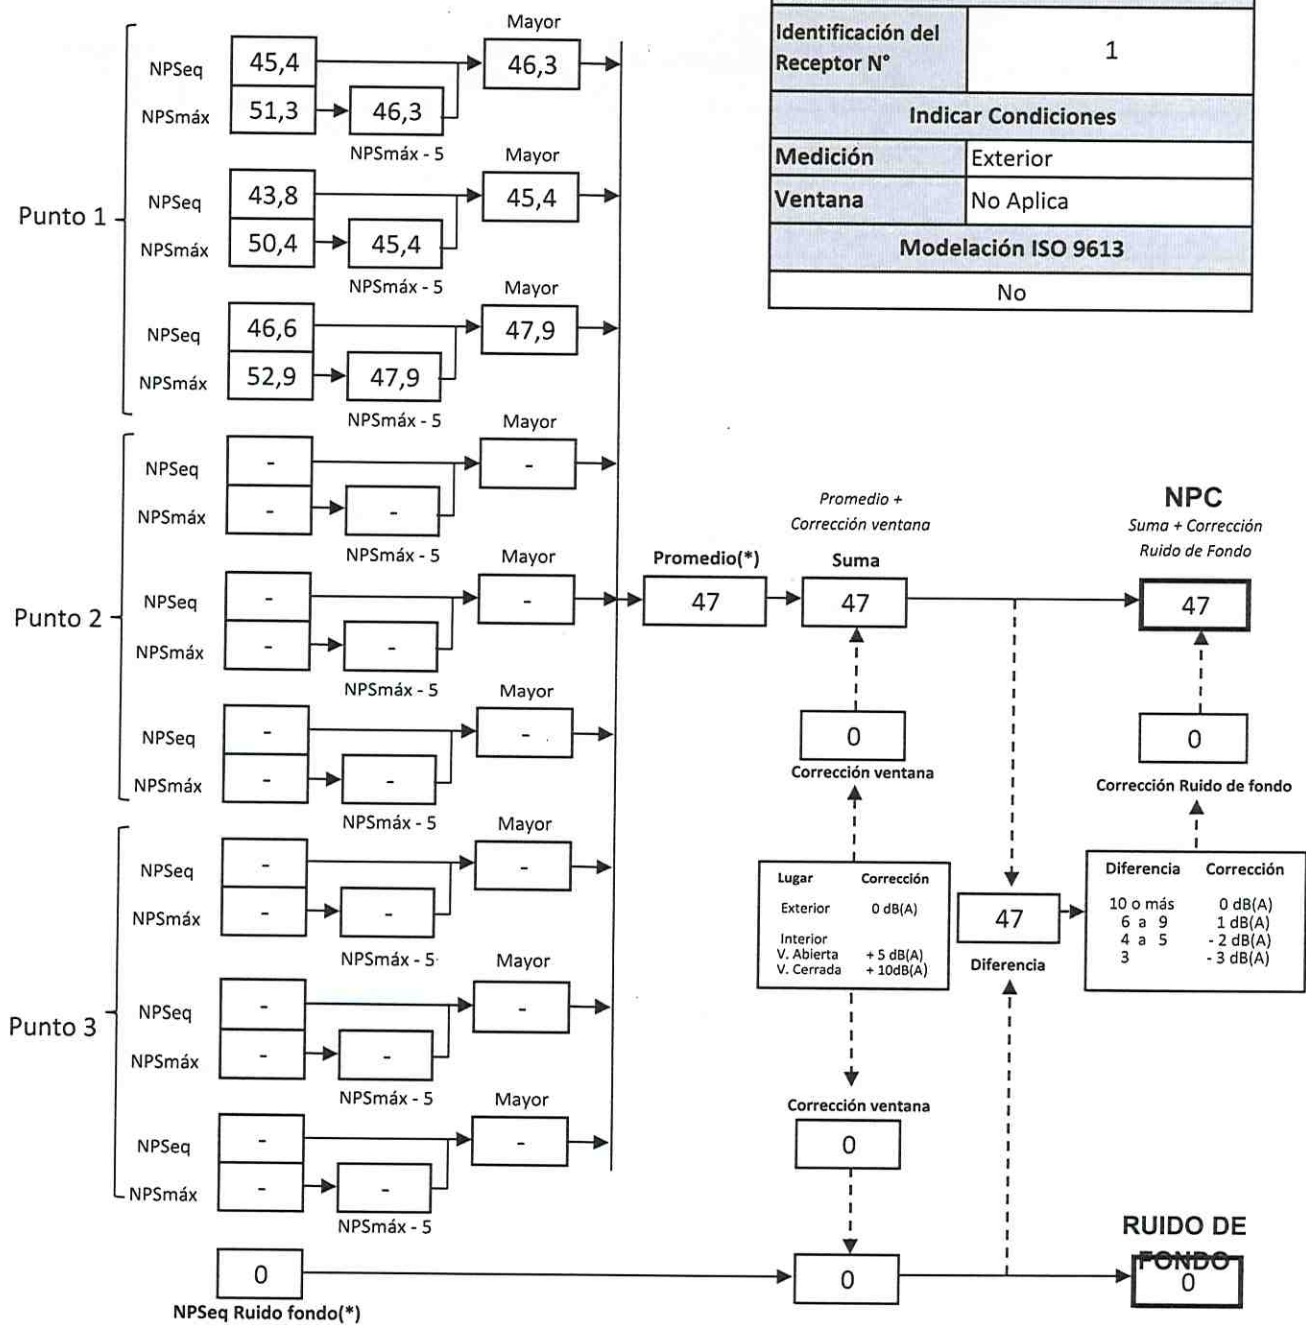 Identificación del
Receptor N°
1
Indicar Condiciones
Medición Exterior
Ventana No Aplica
Modelación ISO 9613
No
Punto 1
Mayor
NPSeq 45,4 46,3
NPSmáx 51,3 46,3
NPSmáx - 5
Mayor
NPSeq 43,8 45,4
NPSmáx 50,4 45,4
NPSmáx - 5
Mayor
NPSeq 46,6 47,9
NPSmáx 52,9 47,9
NPSmáx - 5
Punto 2
Mayor
NPSeq - -
NPSmáx - -
NPSmáx - 5
Mayor
NPSeq - -
NPSmáx - -
NPSmáx - 5
Mayor
NPSeq - -
NPSmáx - -
NPSmáx - 5
Punto 3
Mayor
NPSeq - -
NPSmáx - -
NPSmáx - 5
Mayor
NPSeq - -
NPSmáx - -
NPSmáx - 5
Mayor
NPSeq - -
NPSmáx - -
NPSmáx - 5
0
NPSeq Ruido fondo(*)
Promedio(*)
47
Promedio +
Corrección ventana
Suma
47
0
Corrección ventana
Lugar Corrección
Exterior 0 dB(A)
Interior
V. Abierta + 5 dB(A)
V. Cerrada + 10dB(A)
Corrección ventana
0
0
47
Diferencia
NPC
Suma + Corrección
Ruido de Fondo
47
0
Corrección Ruido de fondo
Diferencia Corrección
10 o más 0 dB(A)
6 a 9 1 dB(A)
4 a 5 - 2 dB(A)
3 - 3 dB(A)
RUIDO DE
FONDO
0